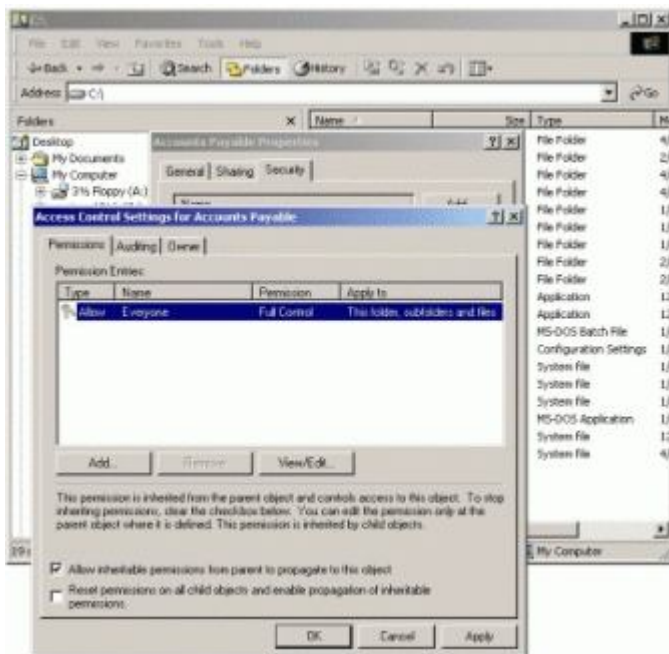 File Edit View Favorites Tools Help
Back Search Folders History
Address C:\ Go
Folders Name Size Type
Desktop
My Documents
My Computer
3½ Floppy (A:)
Accounts Payable Properties
General Sharing Security
Name Add...
File Folder
File Folder
File Folder
File Folder
File Folder
File Folder
File Folder
File Folder
File Folder
Application
Application
MS-DOS Batch File
Configuration Settings
System file
System file
System file
MS-DOS Application
System file
System file
My Computer
Access Control Settings for Accounts Payable
Permissions Auditing Owner
Permission Entries:
Type Name Permission Apply to
Allow Everyone Full Control This folder, subfolders and files
Add... Remove View/Edit...
This permission is inherited from the parent object and controls access to this object. To stop
inheriting permissions, clear the checkbox below. You can edit the permission only at the
parent object where it is defined. This permission is inherited by child objects.
Allow inheritable permissions from parent to propagate to this object
Reset permissions on all child objects and enable propagation of inheritable
permissions.
OK Cancel Apply